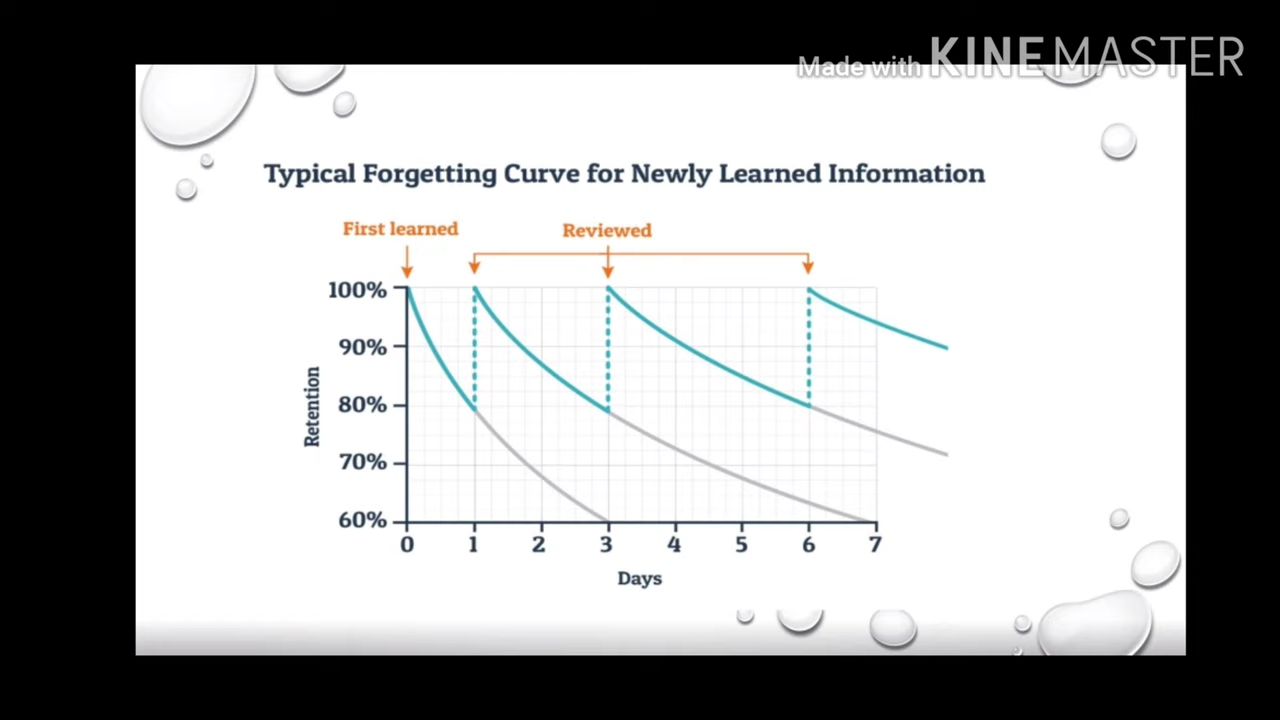 Made with KINEMASTER
Typical Forgetting Curve for Newly Learned Information
First learned
Reviewed
100%
90%
80%
70%
60%
Retention
0 1 2 3 4 5 6 7
Days